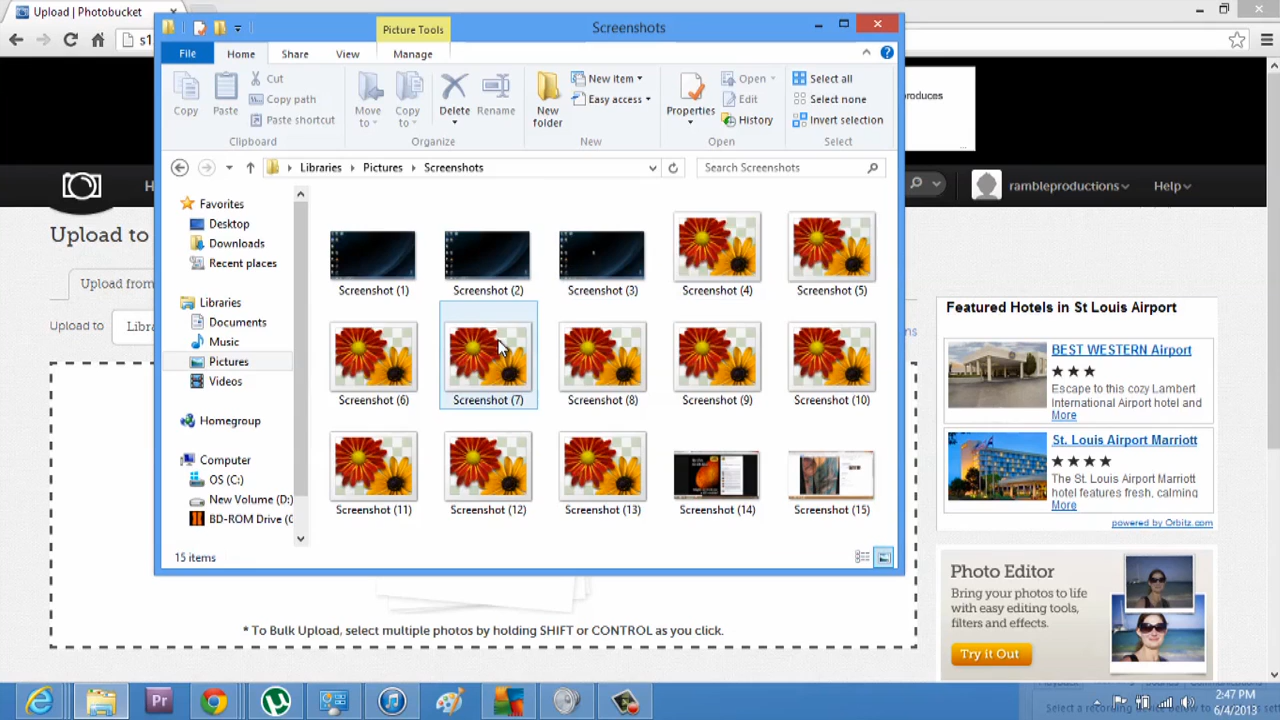 Upload | Photobucket
Picture Tools
Screenshots
File
Home
Share
View
Manage
Copy
Paste
Cut
Copy path
Paste shortcut
Clipboard
Move to
Copy to
Delete
Rename
Organize
New folder
New item
Easy access
New
Properties
Open
Edit
History
Open
Select all
Select none
Invert selection
Select
Libraries
Pictures
Screenshots
Search Screenshots
Favorites
Desktop
Downloads
Recent places
Libraries
Documents
Music
Pictures
Videos
Homegroup
Computer
OS (C:)
New Volume (D:)
BD-ROM Drive (
Screenshot (1)
Screenshot (2)
Screenshot (3)
Screenshot (4)
Screenshot (5)
Screenshot (6)
Screenshot (7)
Screenshot (8)
Screenshot (9)
Screenshot (10)
Screenshot (11)
Screenshot (12)
Screenshot (13)
Screenshot (14)
Screenshot (15)
15 items
s1
oduces
H
rambleproductions
Help
Upload to
Upload from
Upload to
Libra
ns
* To Bulk Upload, select multiple photos by holding SHIFT or CONTROL as you click.
Featured Hotels in St Louis Airport
BEST WESTERN Airport
★★★
Escape to this cozy Lambert
International Airport hotel and
More
St. Louis Airport Marriott
★★★★
The St. Louis Airport Marriott
hotel features fresh, calming
More
powered by Orbitz.com
Photo Editor
Bring your photos to life
with easy editing tools,
filters and effects.
Try it Out
Pr
2:47 PM
6/4/2013